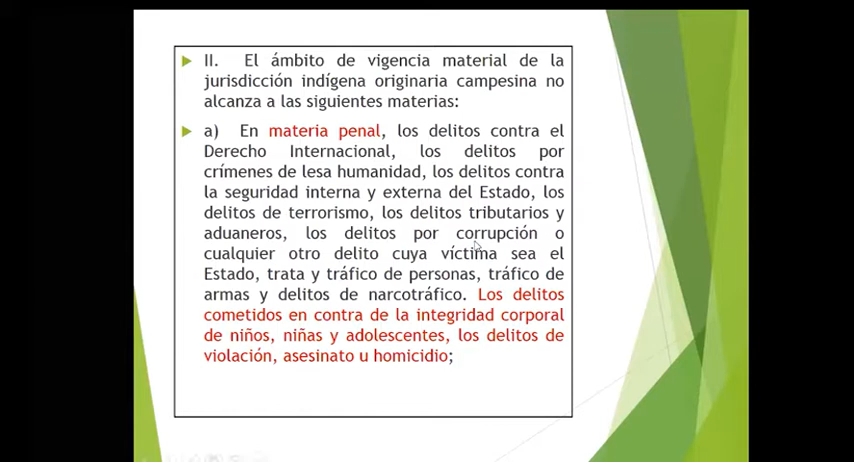 II. El ámbito de vigencia material de la
jurisdicción indígena originaria campesina no
alcanza a las siguientes materias:
a) En materia penal, los delitos contra el
Derecho Internacional, los delitos por
crímenes de lesa humanidad, los delitos contra
la seguridad interna y externa del Estado, los
delitos de terrorismo, los delitos tributarios y
aduaneros, los delitos por corrupción o
cualquier otro delito cuya víctima sea el
Estado, trata y tráfico de personas, tráfico de
armas y delitos de narcotráfico. Los delitos
cometidos en contra de la integridad corporal
de niños, niñas y adolescentes, los delitos de
violación, asesinato u homicidio;